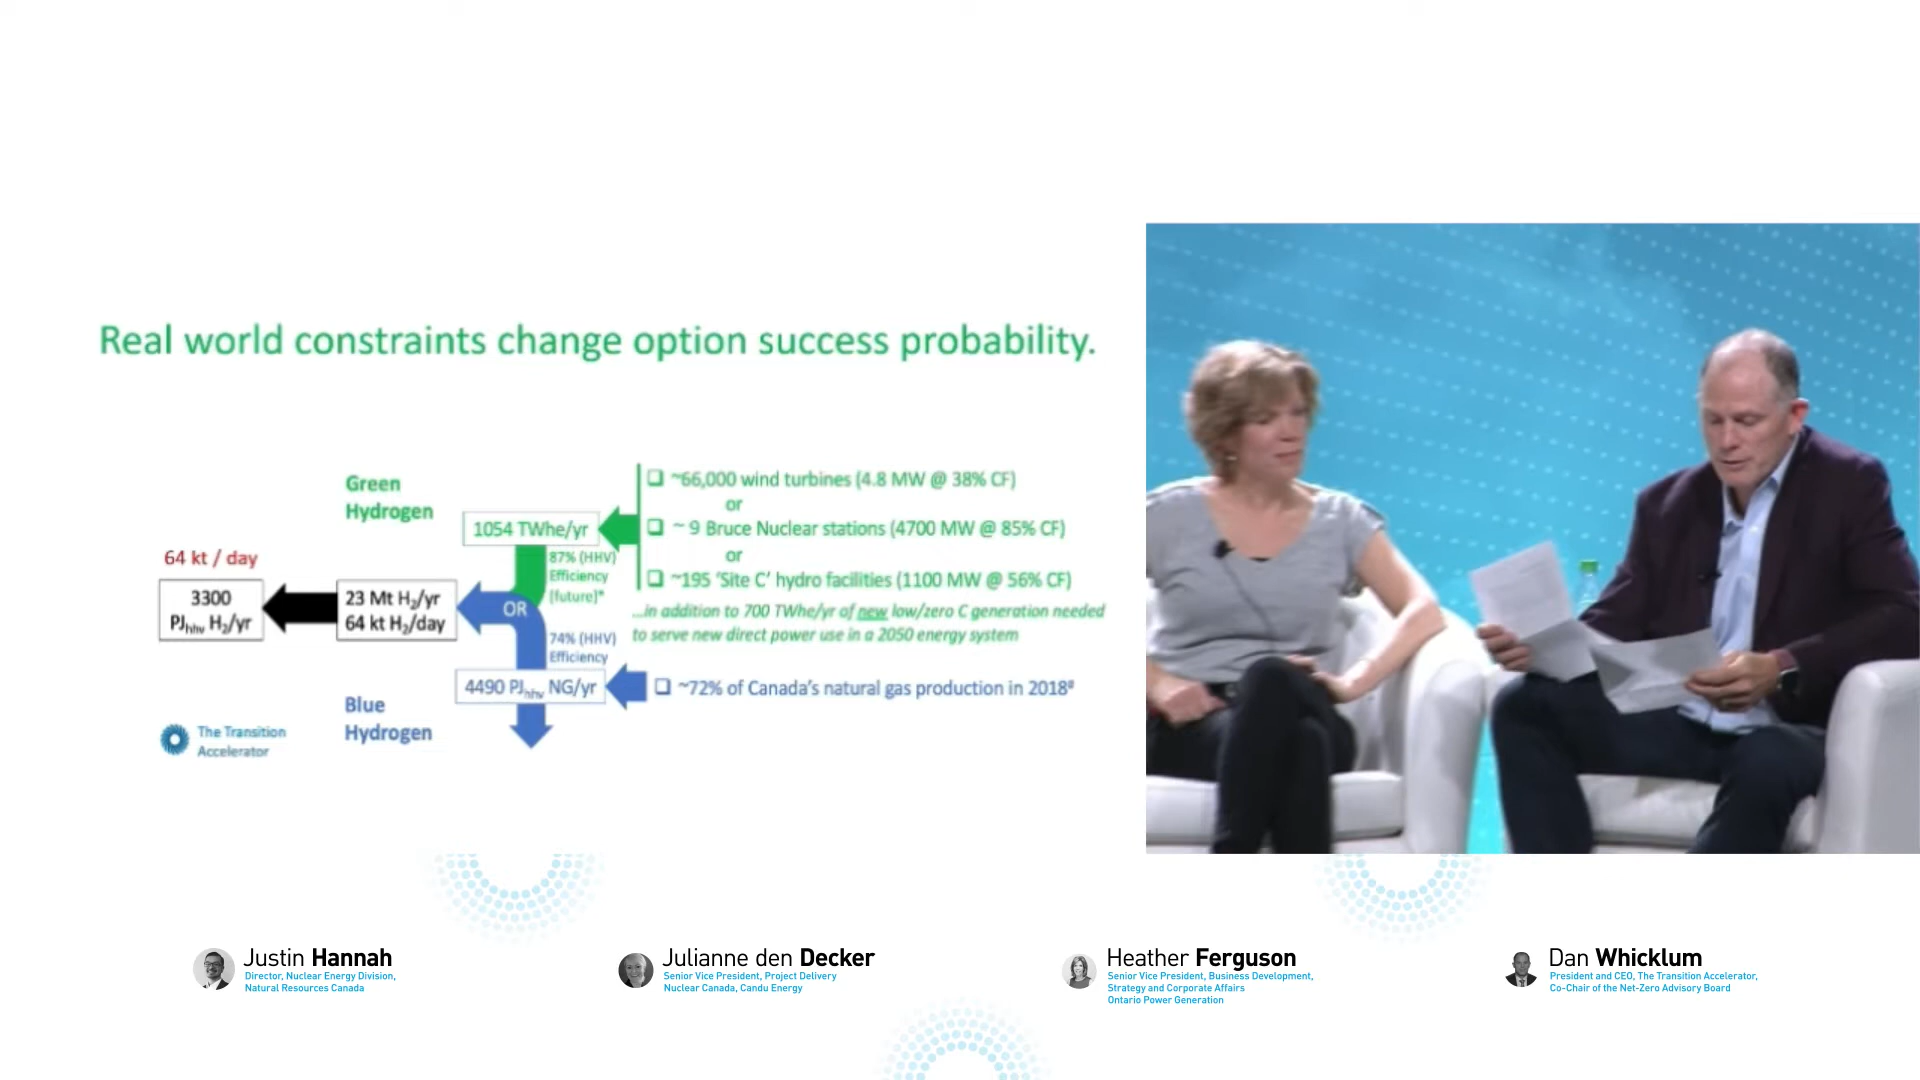 Real world constraints change option success probability.
Green
Hydrogen
64 kt / day
3300
PJhhv H2/yr
23 Mt H2/yr
64 kt H2/day
1054 TWhe/yr
87% (HHV)
Efficiency
[future]*
OR
74% (HHV)
Efficiency
4490 PJhhv NG/yr
Blue
Hydrogen
❑ ~66,000 wind turbines (4.8 MW @ 38% CF)
or
❑ ~ 9 Bruce Nuclear stations (4700 MW @ 85% CF)
or
❑ ~195 'Site C' hydro facilities (1100 MW @ 56% CF)
...in addition to 700 TWhe/yr of new low/zero C generation needed
to serve new direct power use in a 2050 energy system
❑ ~72% of Canada's natural gas production in 2018#
The Transition
Accelerator
Justin Hannah
Director, Nuclear Energy Division,
Natural Resources Canada
Julianne den Decker
Senior Vice President, Project Delivery
Nuclear Canada, Candu Energy
Heather Ferguson
Senior Vice President, Business Development,
Strategy and Corporate Affairs
Ontario Power Generation
Dan Whicklum
President and CEO, The Transition Accelerator,
Co-Chair of the Net-Zero Advisory Board